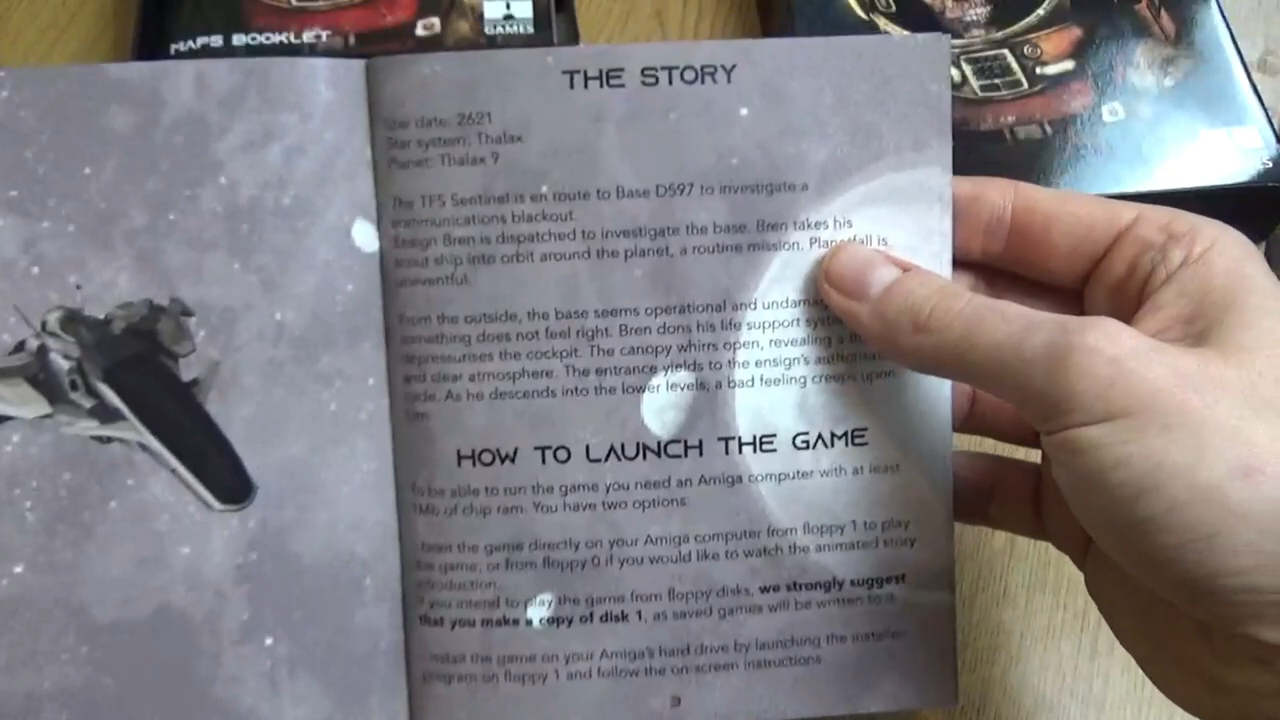 MAPS BOOKLET
GAMES
THE STORY
Star date: 2621
Star system: Thalax
Planet: Thalax 9
The TFS Sentinel is en route to Base D597 to investigate a
communications blackout.
Ensign Bren is dispatched to investigate the base. Bren takes his
scout ship into orbit around the planet, a routine mission. Planetfall is
uneventful.
From the outside, the base seems operational and
something does not feel right. Bren dons his life support
depressurises the cockpit. The canopy whirrs open, revealing a
and clear atmosphere. The entrance yields to the ensign's
code. As he descends into the lower levels, a bad feeling creeps upon
him.
HOW TO LAUNCH THE GAME
To be able to run the game you need an Amiga computer with at least
1Mb of chip ram. You have two options:
the game directly on your Amiga computer from floppy 1 to play
the game, or from floppy 0 if you would like to watch the animated story
introduction.
If you intend to play the game from floppy disks, we strongly suggest
that you make a copy of disk 1, as saved games will be written to it.
Install the game on your Amiga's hard drive by launching the installer
program on floppy 1 and follow the on-screen instructions
3